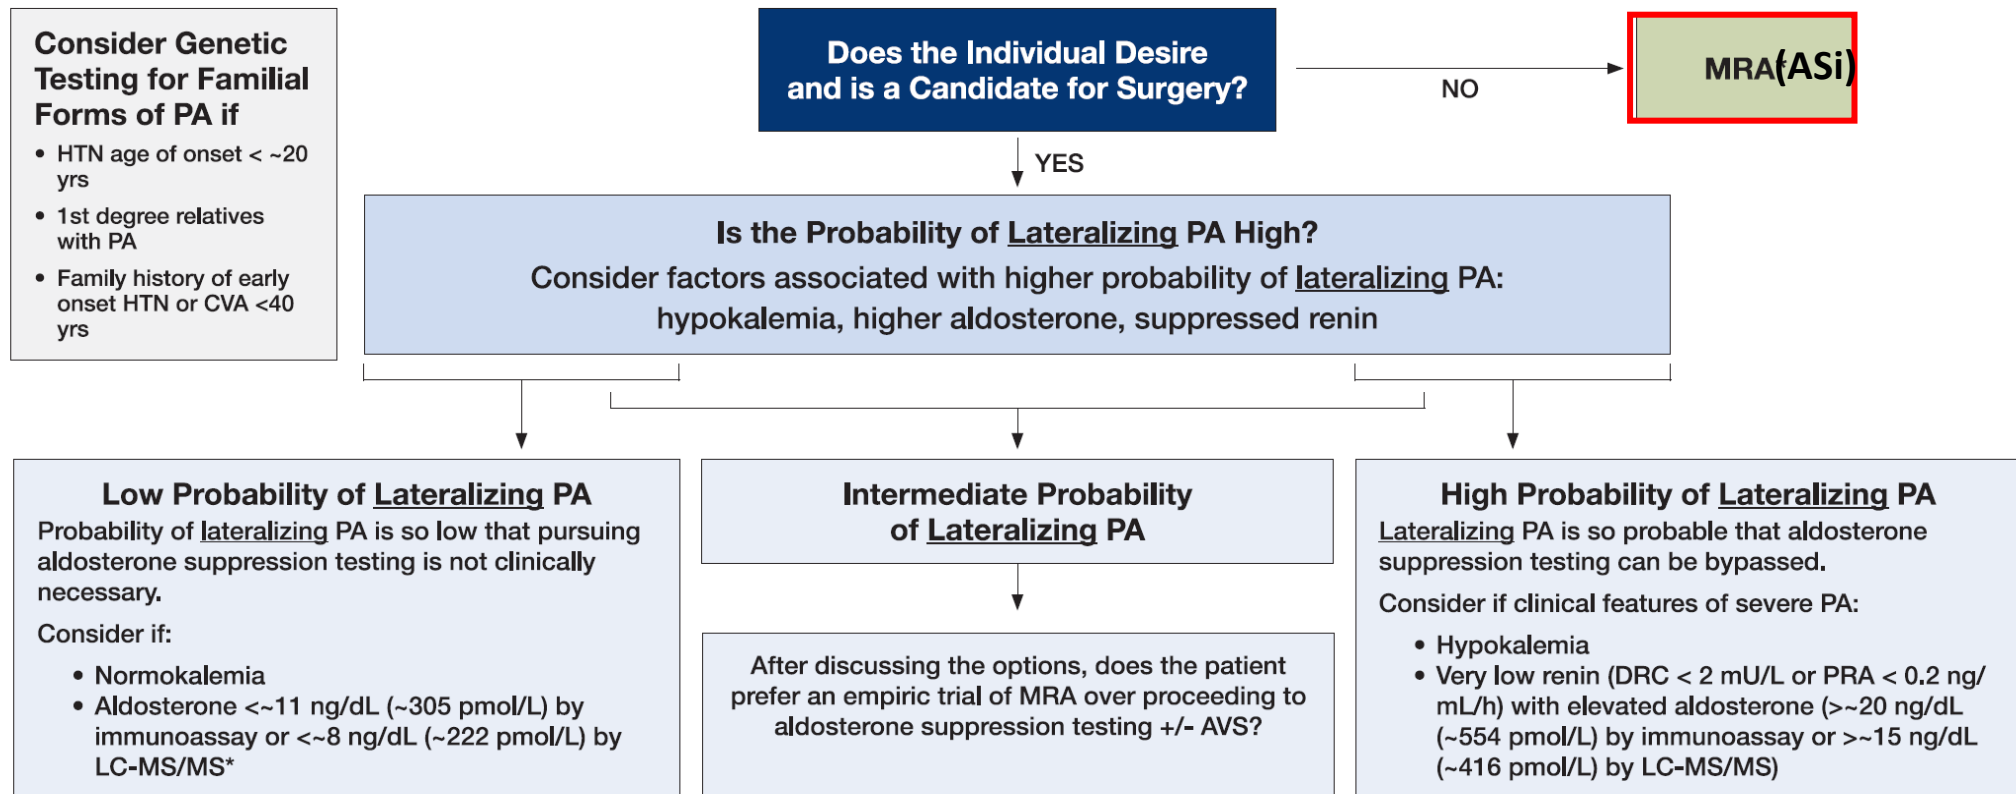 Consider Genetic
Testing for Familial
Forms of PA if
• HTN age of onset < ~20
yrs
• 1st degree relatives
with PA
• Family history of early
onset HTN or CVA <40
yrs
Does the Individual Desire
and is a Candidate for Surgery?
NO
MRA*(ASi)
YES
Is the Probability of Lateralizing PA High?
Consider factors associated with higher probability of lateralizing PA:
hypokalemia, higher aldosterone, suppressed renin
Low Probability of Lateralizing PA
Probability of lateralizing PA is so low that pursuing
aldosterone suppression testing is not clinically
necessary.
Consider if:
• Normokalemia
• Aldosterone <~11 ng/dL (~305 pmol/L) by
immunoassay or <~8 ng/dL (~222 pmol/L) by
LC-MS/MS*
Intermediate Probability
of Lateralizing PA
After discussing the options, does the patient
prefer an empiric trial of MRA over proceeding to
aldosterone suppression testing +/- AVS?
High Probability of Lateralizing PA
Lateralizing PA is so probable that aldosterone
suppression testing can be bypassed.
Consider if clinical features of severe PA:
• Hypokalemia
• Very low renin (DRC < 2 mU/L or PRA < 0.2 ng/
mL/h) with elevated aldosterone (>~20 ng/dL
(~554 pmol/L) by immunoassay or >~15 ng/dL
(~416 pmol/L) by LC-MS/MS)